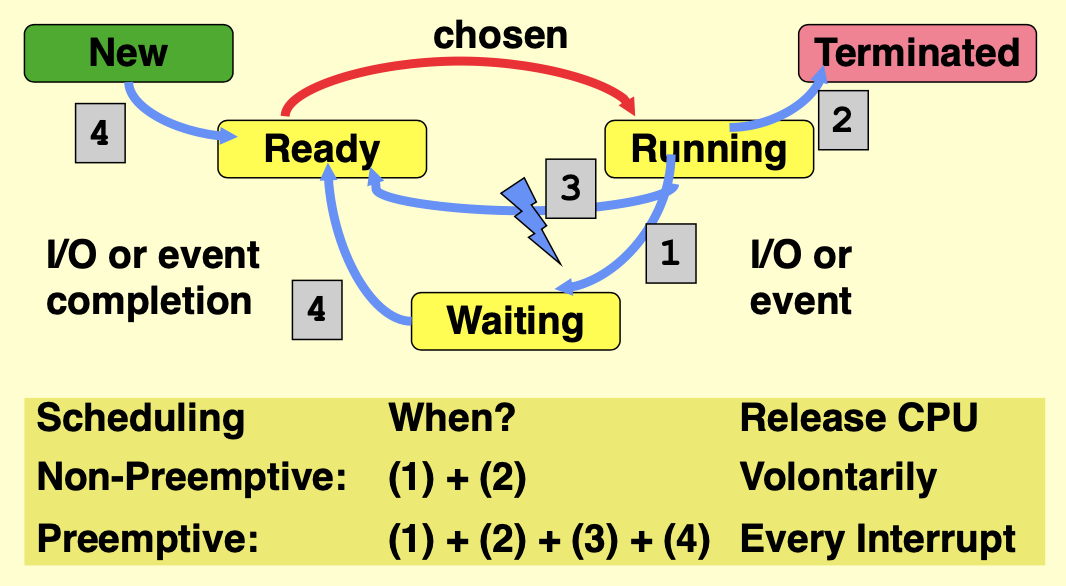 chosen
New
Terminated
4
2
Ready
Running
3
I/O or event
completion
1
I/O or
event
4
Waiting
Scheduling When? Release CPU
Non-Preemptive: (1) + (2) Volontarily
Preemptive: (1) + (2) + (3) + (4) Every Interrupt